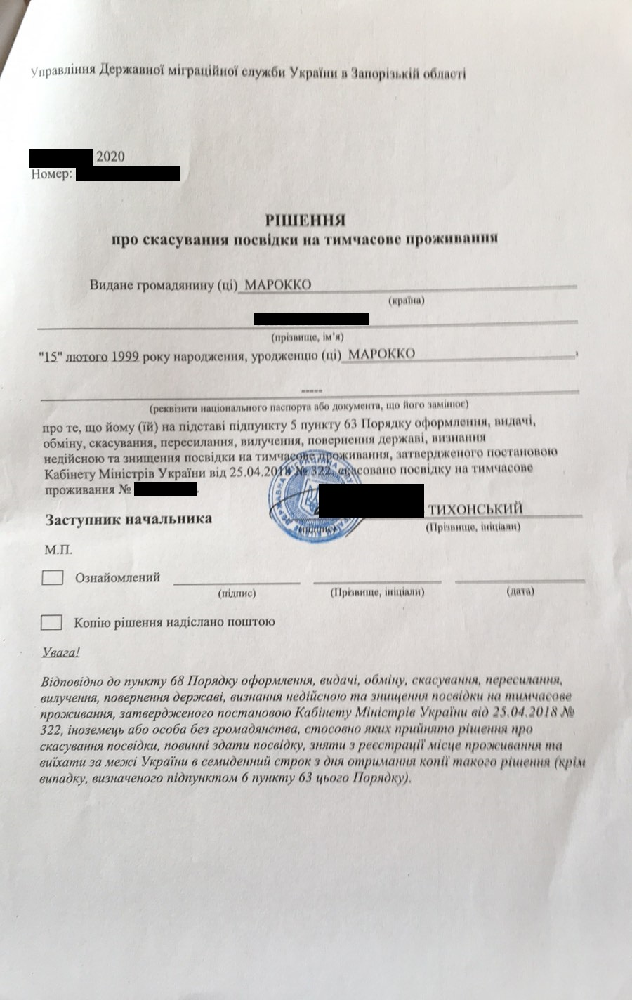 Управління Державної міграційної служби України в Запорізькій області
2020
Номер:
РІШЕННЯ
про скасування посвідки на тимчасове проживання
Видане громадянину (ці) МАРОККО
(країна)
(прізвище, ім'я)
"15" лютого 1999 року народження, уродженцю (ці) МАРОККО ,
-----
(реквізити національного паспорта або документа, що його замінює)
про те, що йому (їй) на підставі підпункту 5 пункту 63 Порядку оформлення, видачі,
обміну, скасування, пересилання, вилучення, повернення державі, визнання
недійсною та знищення посвідки на тимчасове проживання, затвердженого постановою
Кабінету Міністрів України від 25.04.2018 № 322, скасовано посвідку на тимчасове
проживання № .
Заступник начальника ТИХОНСЬКИЙ
(Прізвище, ініціали)
М.П.
Ознайомлений
(підпис) (Прізвище, ініціали) (дата)
Копію рішення надіслано поштою
Увага!
Відповідно до пункту 68 Порядку оформлення, видачі, обміну, скасування, пересилання,
вилучення, повернення державі, визнання недійсною та знищення посвідки на тимчасове
проживання, затвердженого постановою Кабінету Міністрів України від 25.04.2018 №
322, іноземець або особа без громадянства, стосовно яких прийнято рішення про
скасування посвідки, повинні здати посвідку, зняти з реєстрації місце проживання та
виїхати за межі України в семиденний строк з дня отримання копії такого рішення (крім
випадку, визначеного підпунктом 6 пункту 63 цього Порядку).